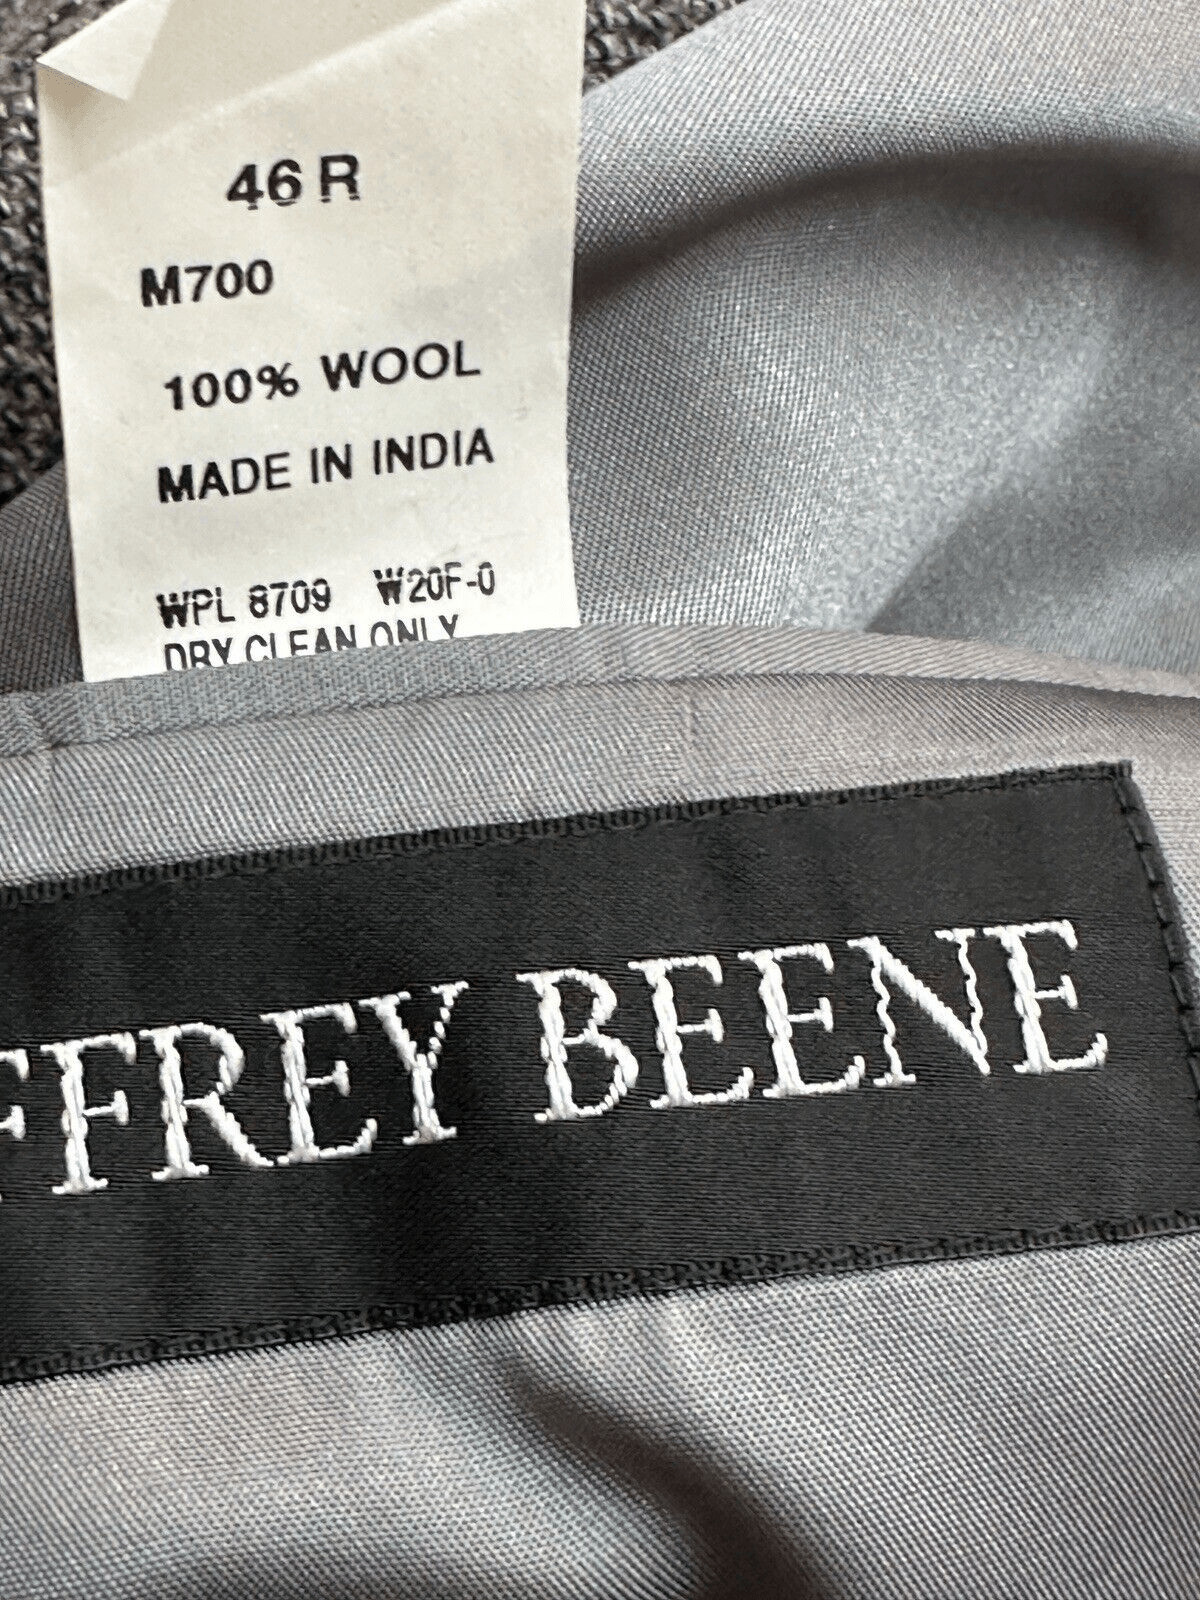 46 R
M700
100% WOOL
MADE IN INDIA
WPL 8709 W20F-0
DRY CLEAN ONLY
FFREY BEENE